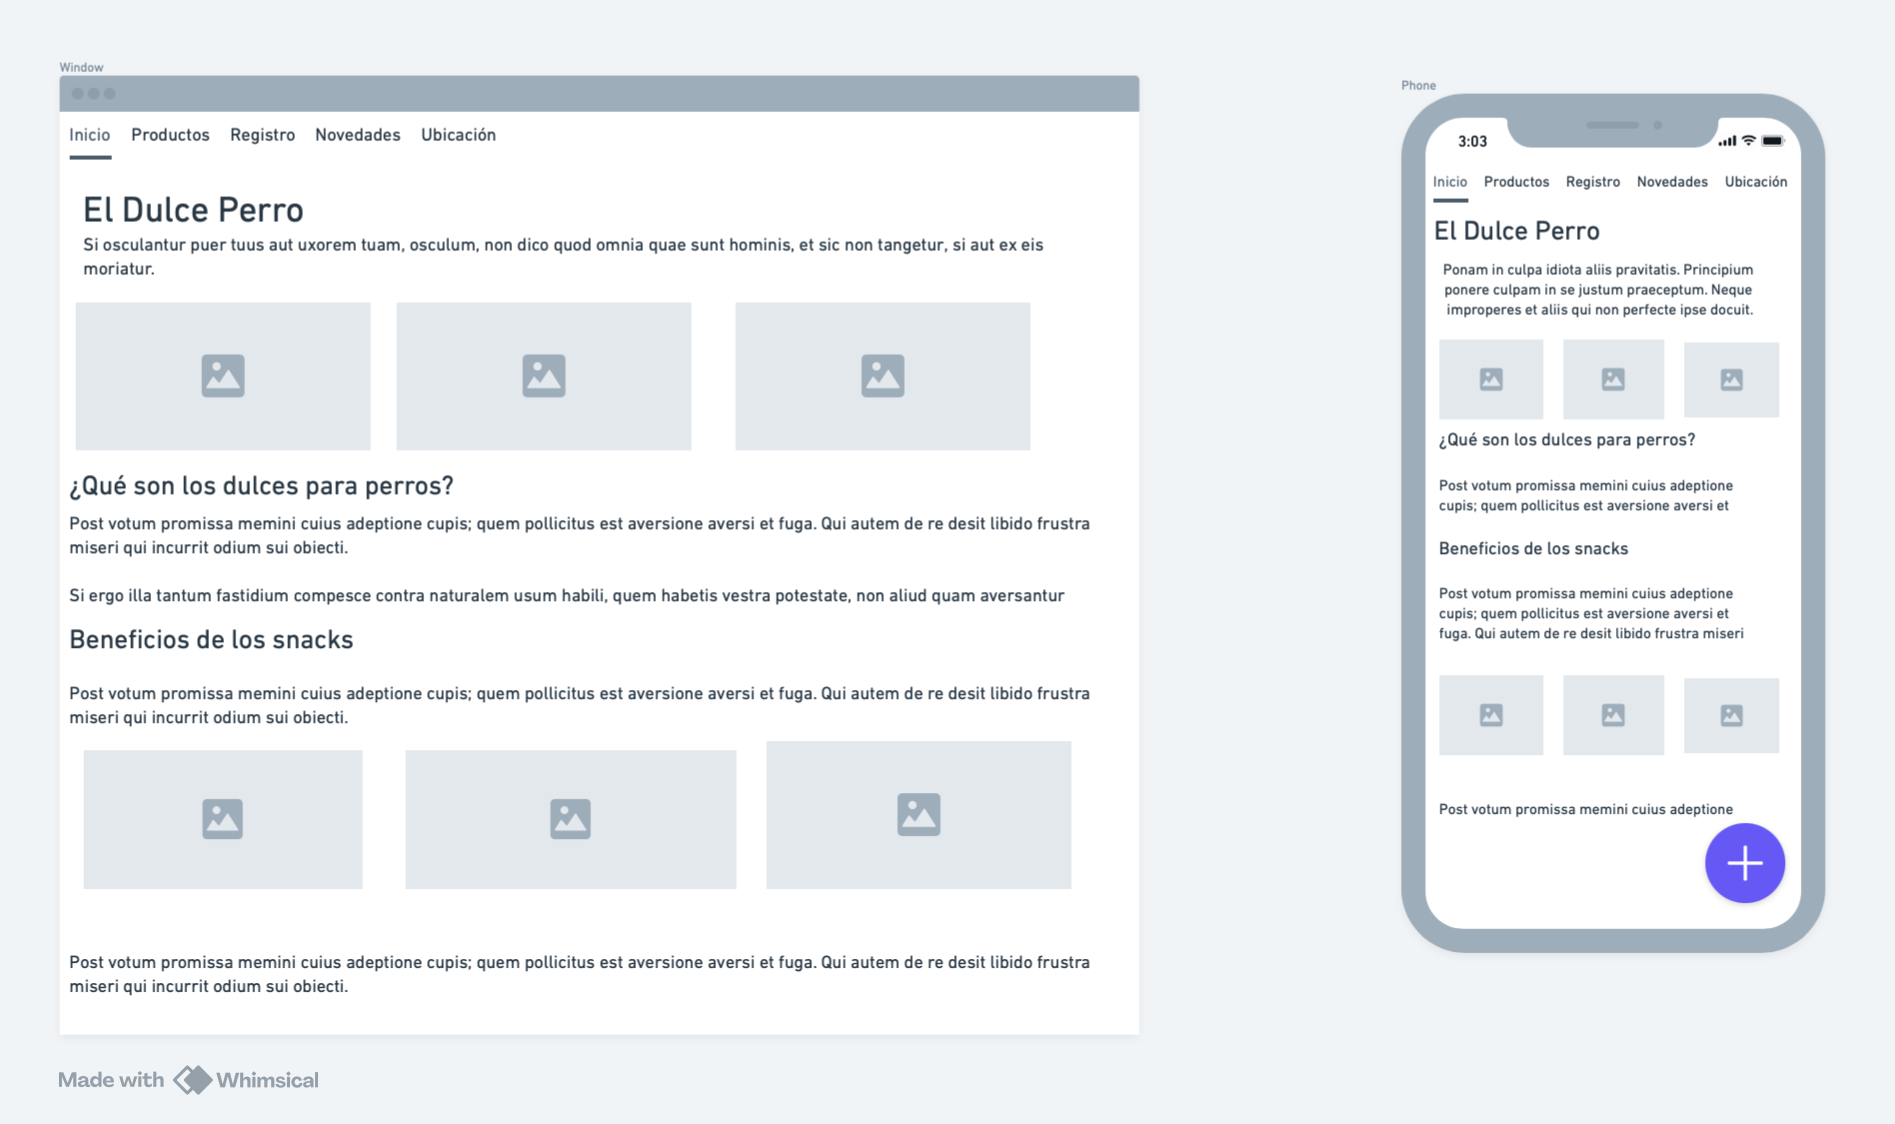 Window
Inicio Productos Registro Novedades Ubicación
El Dulce Perro
Si osculantur puer tuus aut uxorem tuam, osculum, non dico quod omnia quae sunt hominis, et sic non tangetur, si aut ex eis
moriatur.
¿Qué son los dulces para perros?
Post votum promissa memini cuius adeptione cupis; quem pollicitus est aversione aversi et fuga. Qui autem de re desit libido frustra
miseri qui incurrit odium sui obiecti.
Si ergo illa tantum fastidium compesce contra naturalem usum habili, quem habetis vestra potestate, non aliud quam aversantur
Beneficios de los snacks
Post votum promissa memini cuius adeptione cupis; quem pollicitus est aversione aversi et fuga. Qui autem de re desit libido frustra
miseri qui incurrit odium sui obiecti.
Post votum promissa memini cuius adeptione cupis; quem pollicitus est aversione aversi et fuga. Qui autem de re desit libido frustra
miseri qui incurrit odium sui obiecti.
Phone
3:03
Inicio Productos Registro Novedades Ubicación
El Dulce Perro
Ponam in culpa idiota aliis pravitatis. Principium
ponere culpam in se justum praeceptum. Neque
improperes et aliis qui non perfecte ipse docuit.
¿Qué son los dulces para perros?
Post votum promissa memini cuius adeptione
cupis; quem pollicitus est aversione aversi et
Beneficios de los snacks
Post votum promissa memini cuius adeptione
cupis; quem pollicitus est aversione aversi et
fuga. Qui autem de re desit libido frustra miseri
Post votum promissa memini cuius adeptione
Made with Whimsical